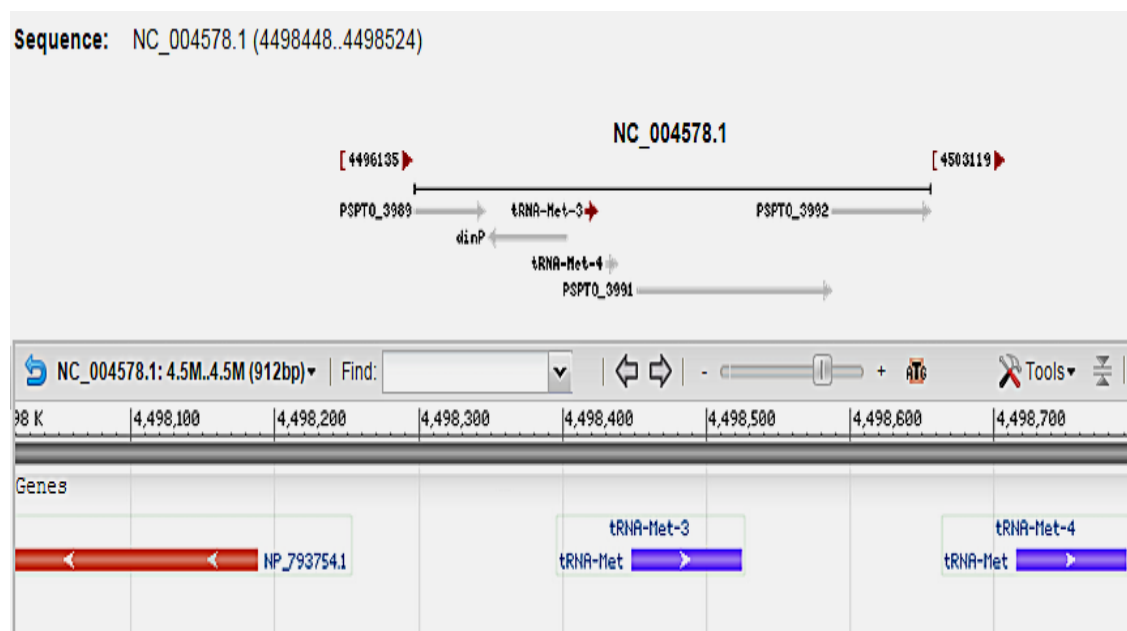 Sequence: NC_004578.1 (4498448..4498524)
NC_004578.1
[ 4496135 [ 4503119
PSPTO_3989 tRNA-Met-3 PSPTO_3992
dinP
tRNA-Met-4
PSPTO_3991
NC_004578.1: 4.5M..4.5M (912bp) Find: - + ATG Tools
98 K 4,498,100 4,498,200 4,498,300 4,498,400 4,498,500 4,498,600 4,498,700
Genes
tRNA-Met-3 tRNA-Met-4
NP_793754.1 tRNA-Met tRNA-Met